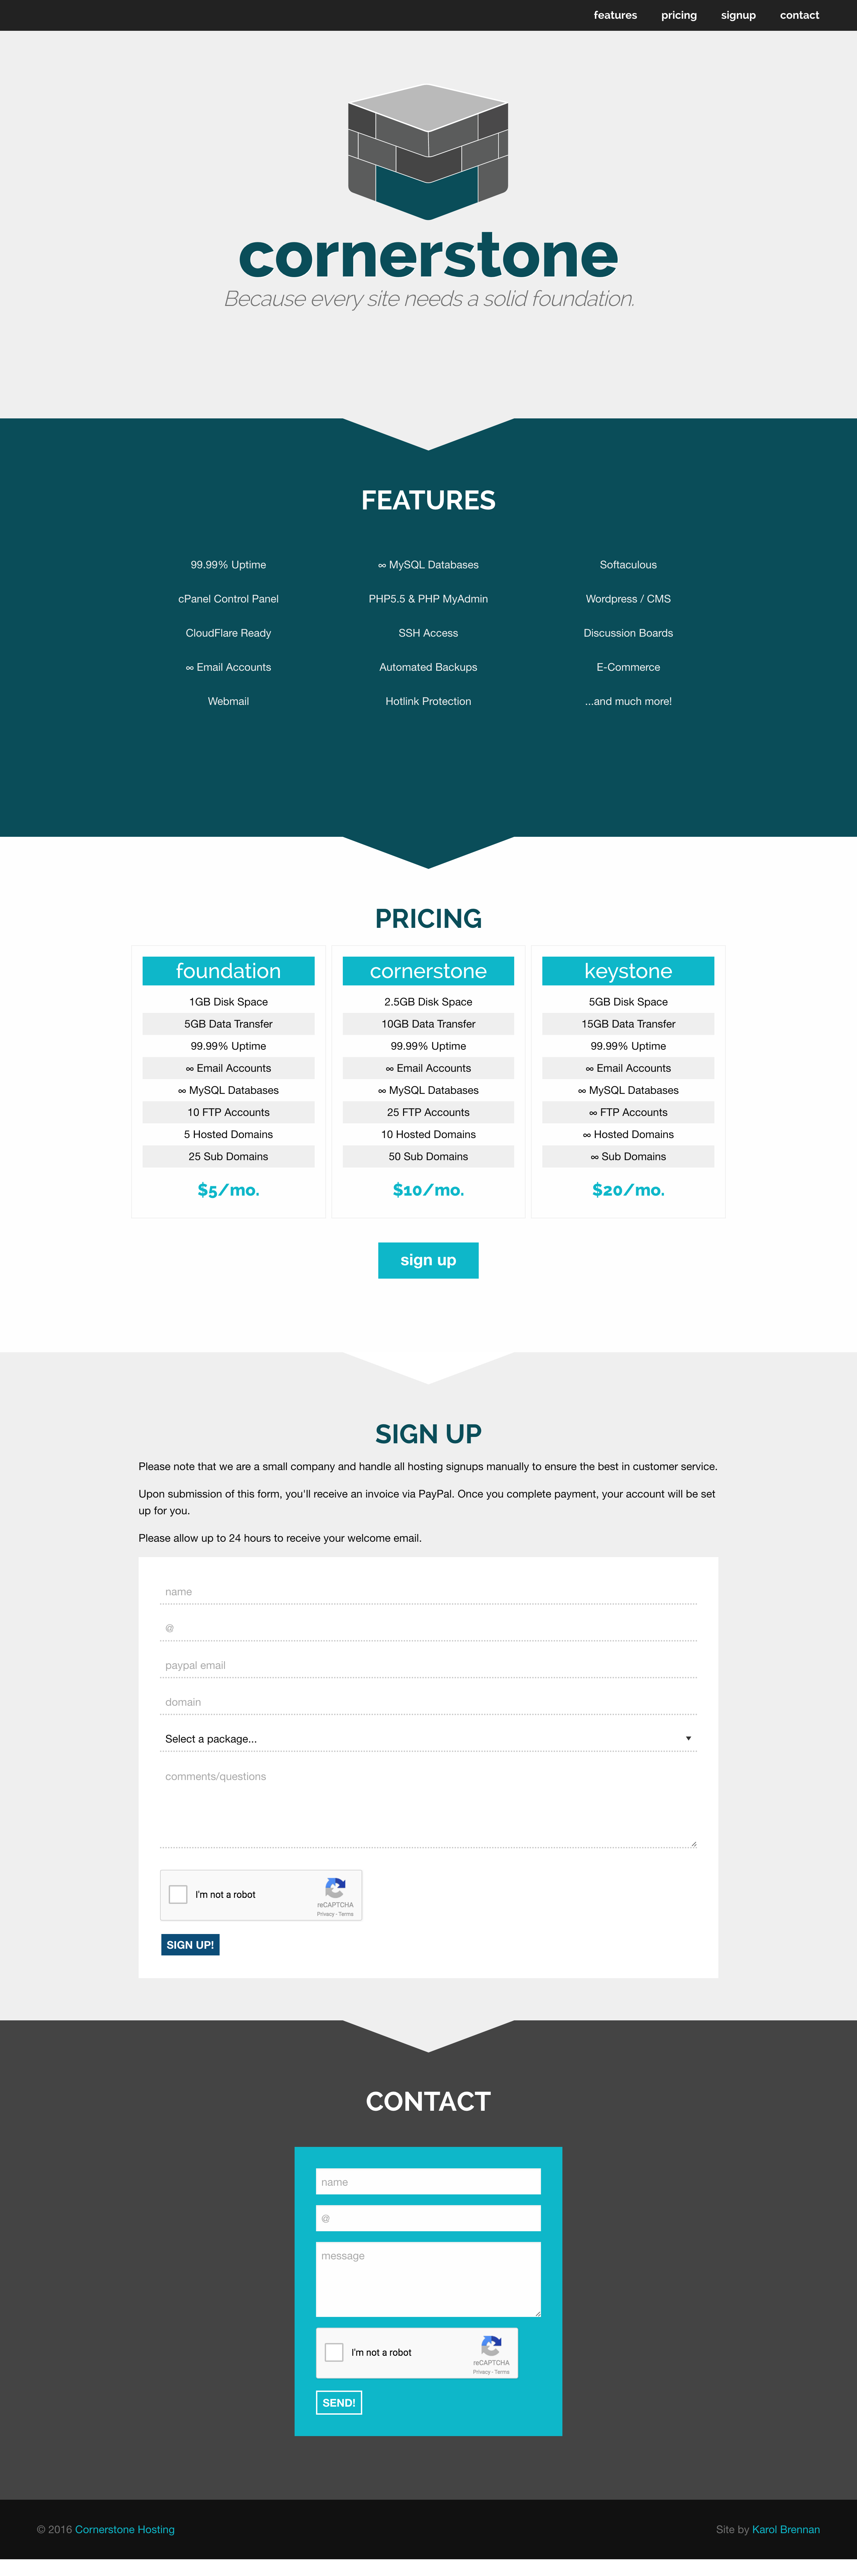 features pricing signup contact
cornerstone
Because every site needs a solid foundation.
FEATURES
99.99% Uptime
cPanel Control Panel
CloudFlare Ready
∞ Email Accounts
Webmail
∞ MySQL Databases
PHP5.5 & PHP MyAdmin
SSH Access
Automated Backups
Hotlink Protection
Softaculous
Wordpress / CMS
Discussion Boards
E-Commerce
...and much more!
PRICING
foundation
1GB Disk Space
5GB Data Transfer
99.99% Uptime
∞ Email Accounts
∞ MySQL Databases
10 FTP Accounts
5 Hosted Domains
25 Sub Domains
$5/mo.
cornerstone
2.5GB Disk Space
10GB Data Transfer
99.99% Uptime
∞ Email Accounts
∞ MySQL Databases
25 FTP Accounts
10 Hosted Domains
50 Sub Domains
$10/mo.
keystone
5GB Disk Space
15GB Data Transfer
99.99% Uptime
∞ Email Accounts
∞ MySQL Databases
∞ FTP Accounts
∞ Hosted Domains
∞ Sub Domains
$20/mo.
sign up
SIGN UP
Please note that we are a small company and handle all hosting signups manually to ensure the best in customer service.
Upon submission of this form, you'll receive an invoice via PayPal. Once you complete payment, your account will be set
up for you.
Please allow up to 24 hours to receive your welcome email.
name
@
paypal email
domain
Select a package...
comments/questions
I'm not a robot
reCAPTCHA
Privacy - Terms
SIGN UP!
CONTACT
name
@
message
I'm not a robot
reCAPTCHA
Privacy - Terms
SEND!
© 2016 Cornerstone Hosting
Site by Karol Brennan